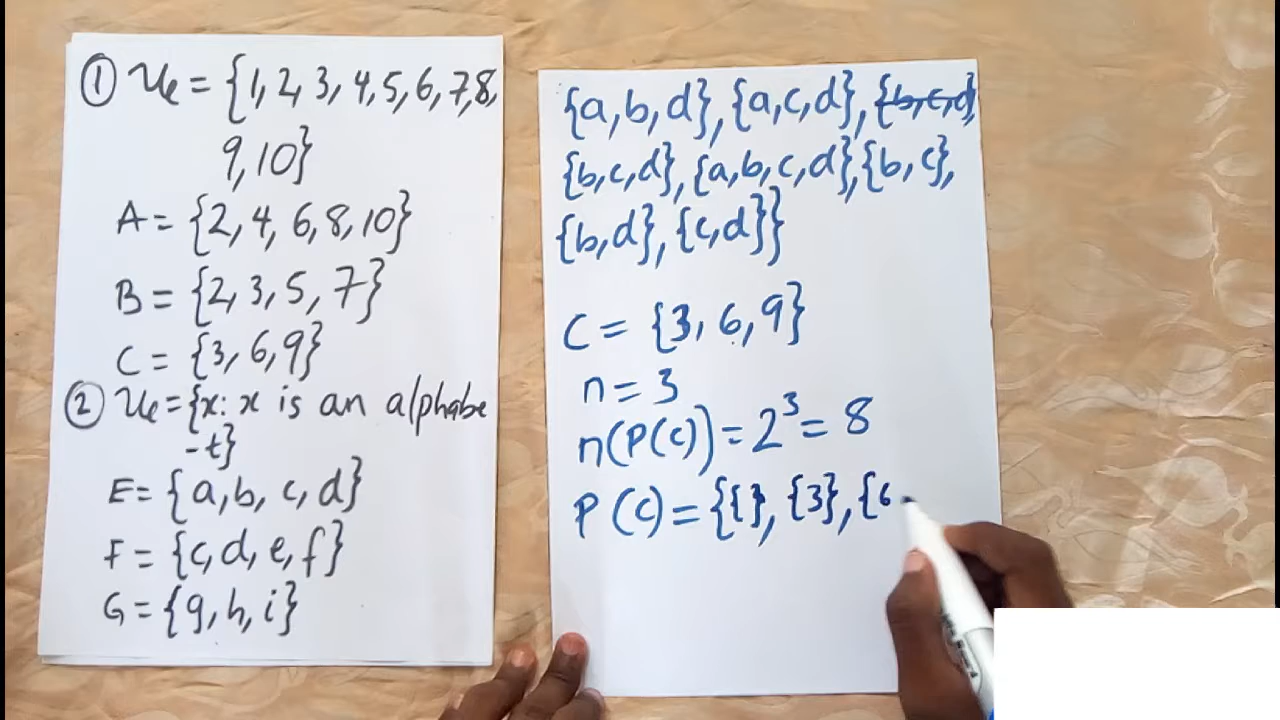 ① 𝒰 = {1, 2, 3, 4, 5, 6, 7, 8,
9, 10}
A = {2, 4, 6, 8, 10}
B = {2, 3, 5, 7}
C = {3, 6, 9}
② 𝒰 = {x: x is an alphabe
-t}
E = {a, b, c, d}
F = {c, d, e, f}
G = {g, h, i}
{a, b, d}, {a, c, d}, {b, c, d},
{b, c, d}, {a, b, c, d}, {b, c},
{b, d}, {c, d}}
C = {3, 6, 9}
n = 3
n(P(C)) = 2³ = 8
P(C) = {{}, {3}, {6